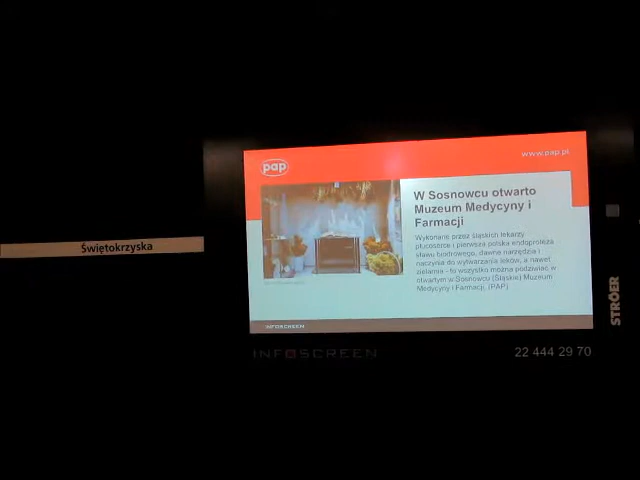 pap
www.pap.pl
W Sosnowcu otwarto
Muzeum Medycyny i
Farmacji
Wykonane przez śląskich lekarzy
płucoserce i pierwsza polska endoproteza
stawu biodrowego, dawne narzędzia i
naczynia do wytwarzania leków, a nawet
zielarnia - to wszystko można podziwiać w
otwartym w Sosnowcu (Śląskie) Muzeum
Medycyny i Farmacji. (PAP)
Świętokrzyska
INFOSCREEN
INFOSCREEN
22 444 29 70
STRÖER